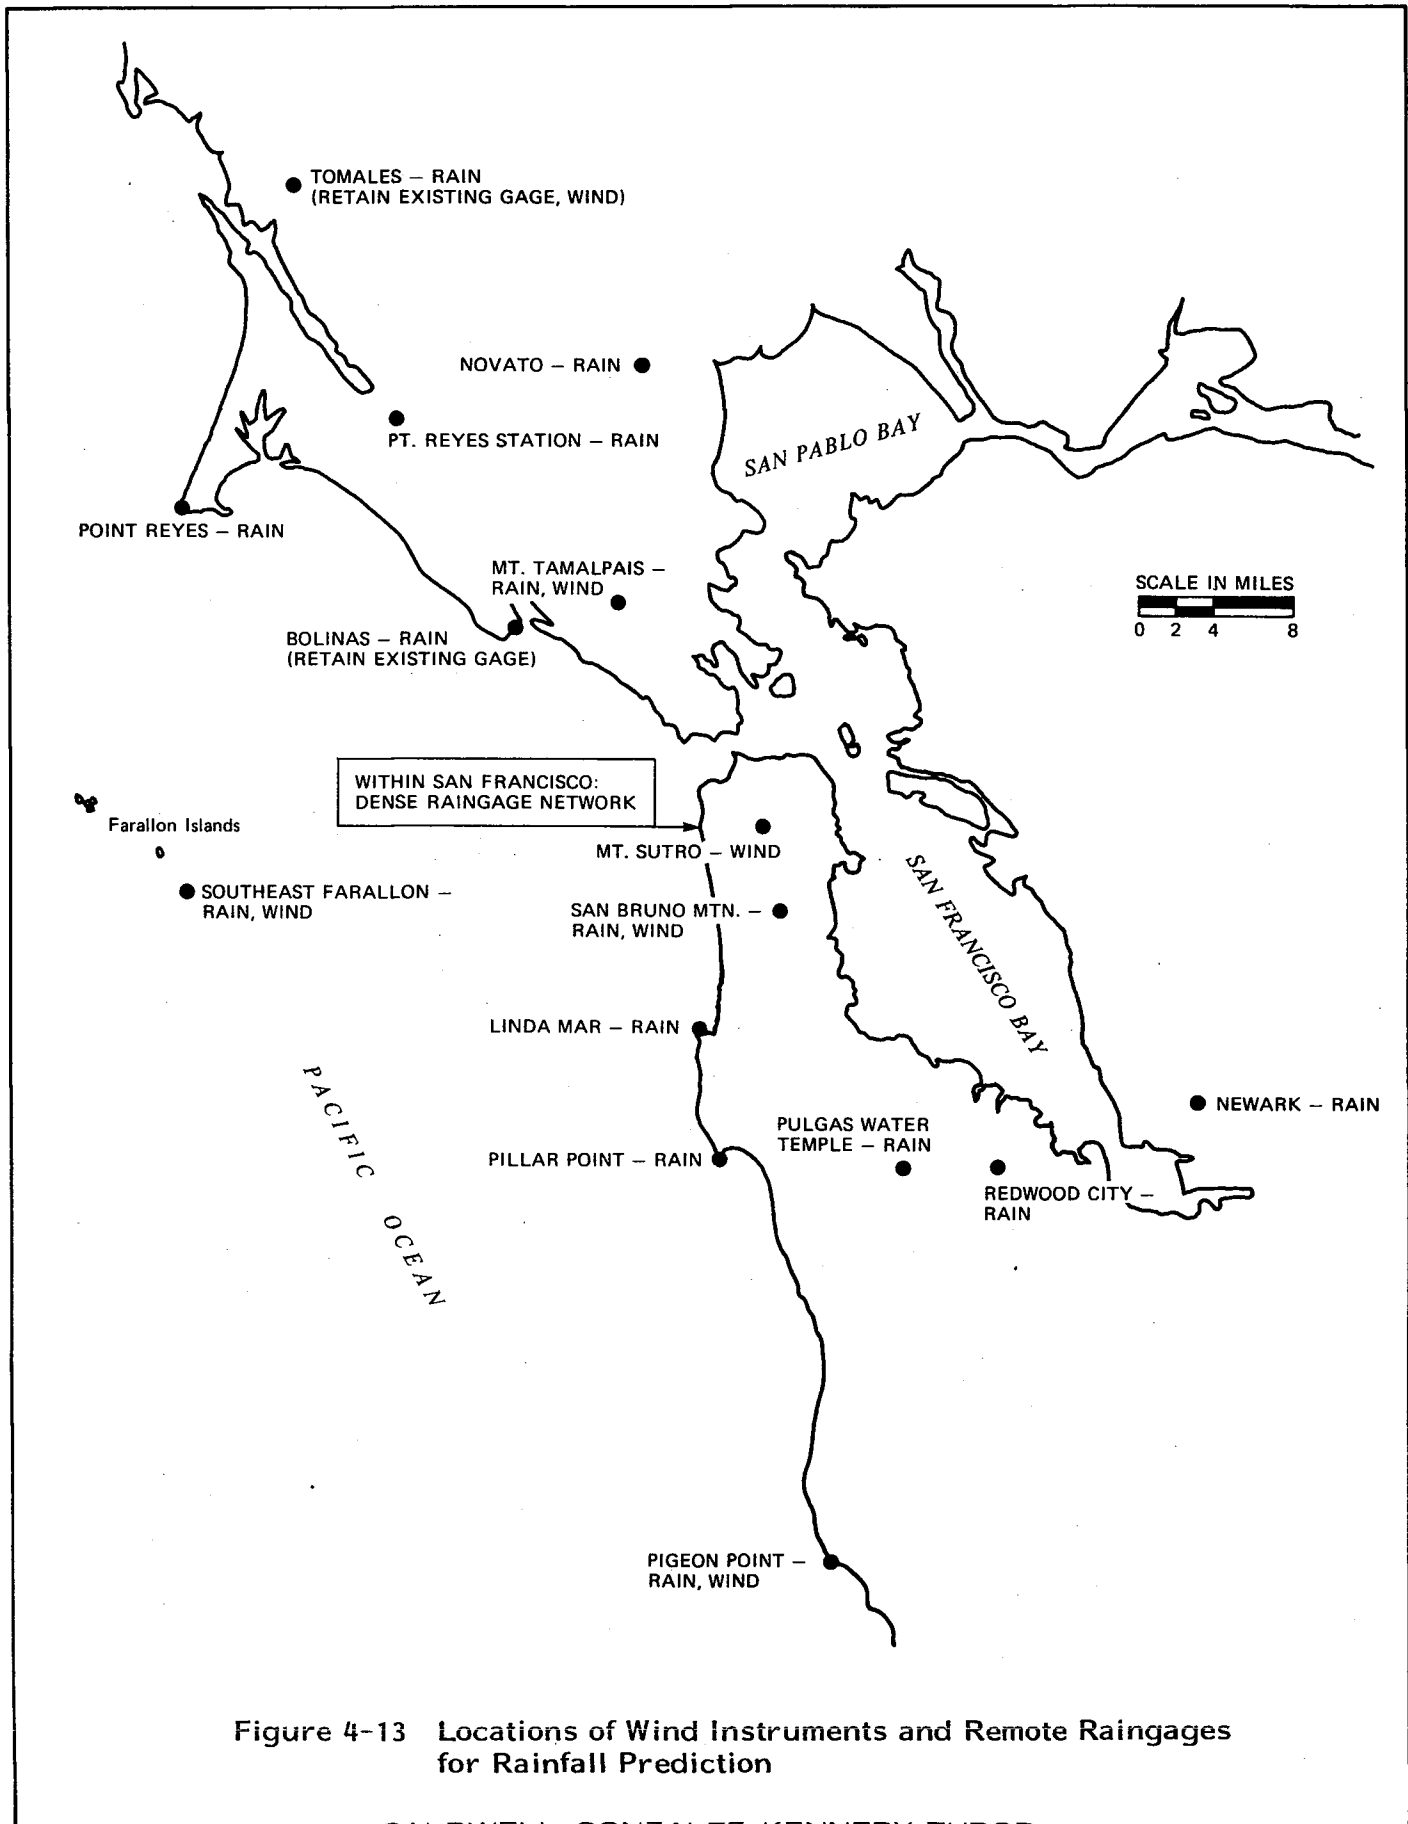 TOMALES – RAIN
(RETAIN EXISTING GAGE, WIND)
NOVATO – RAIN
PT. REYES STATION – RAIN
SAN PABLO BAY
POINT REYES – RAIN
MT. TAMALPAIS –
RAIN, WIND
SCALE IN MILES
0 2 4 8
BOLINAS – RAIN
(RETAIN EXISTING GAGE)
WITHIN SAN FRANCISCO:
DENSE RAINGAGE NETWORK
Farallon Islands
MT. SUTRO – WIND
SOUTHEAST FARALLON –
RAIN, WIND
SAN BRUNO MTN. –
RAIN, WIND
SAN FRANCISCO BAY
LINDA MAR – RAIN
PACIFIC OCEAN
NEWARK – RAIN
PULGAS WATER
TEMPLE – RAIN
PILLAR POINT – RAIN
REDWOOD CITY –
RAIN
PIGEON POINT –
RAIN, WIND
Figure 4-13 Locations of Wind Instruments and Remote Raingages
for Rainfall Prediction